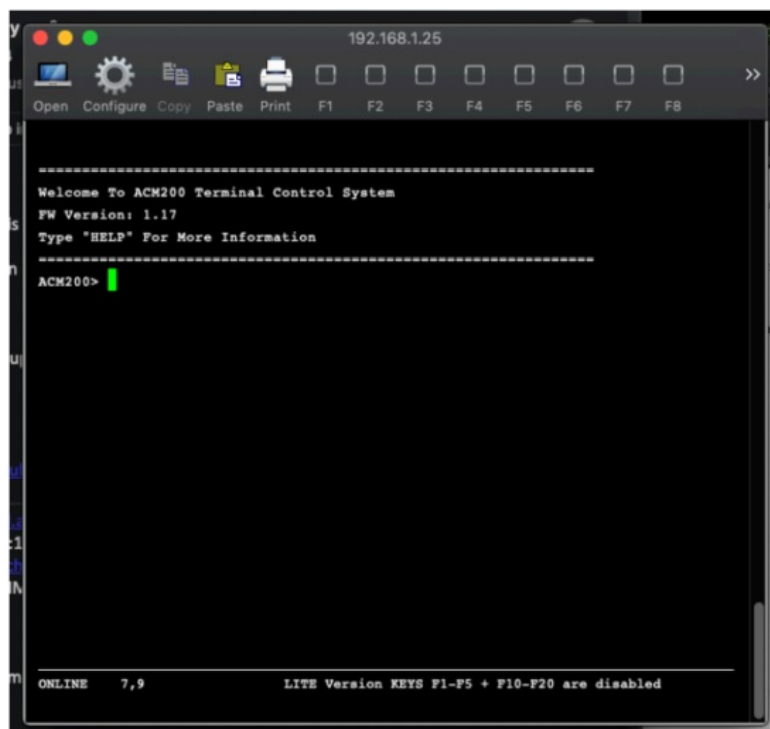 192.168.1.25
Open Configure Copy Paste Print F1 F2 F3 F4 F5 F6 F7 F8
================================================================
Welcome To ACM200 Terminal Control System
FW Version: 1.17
Type "HELP" For More Information
================================================================
ACM200>
ONLINE 7,9 LITE Version KEYS F1-F5 + F10-F20 are disabled